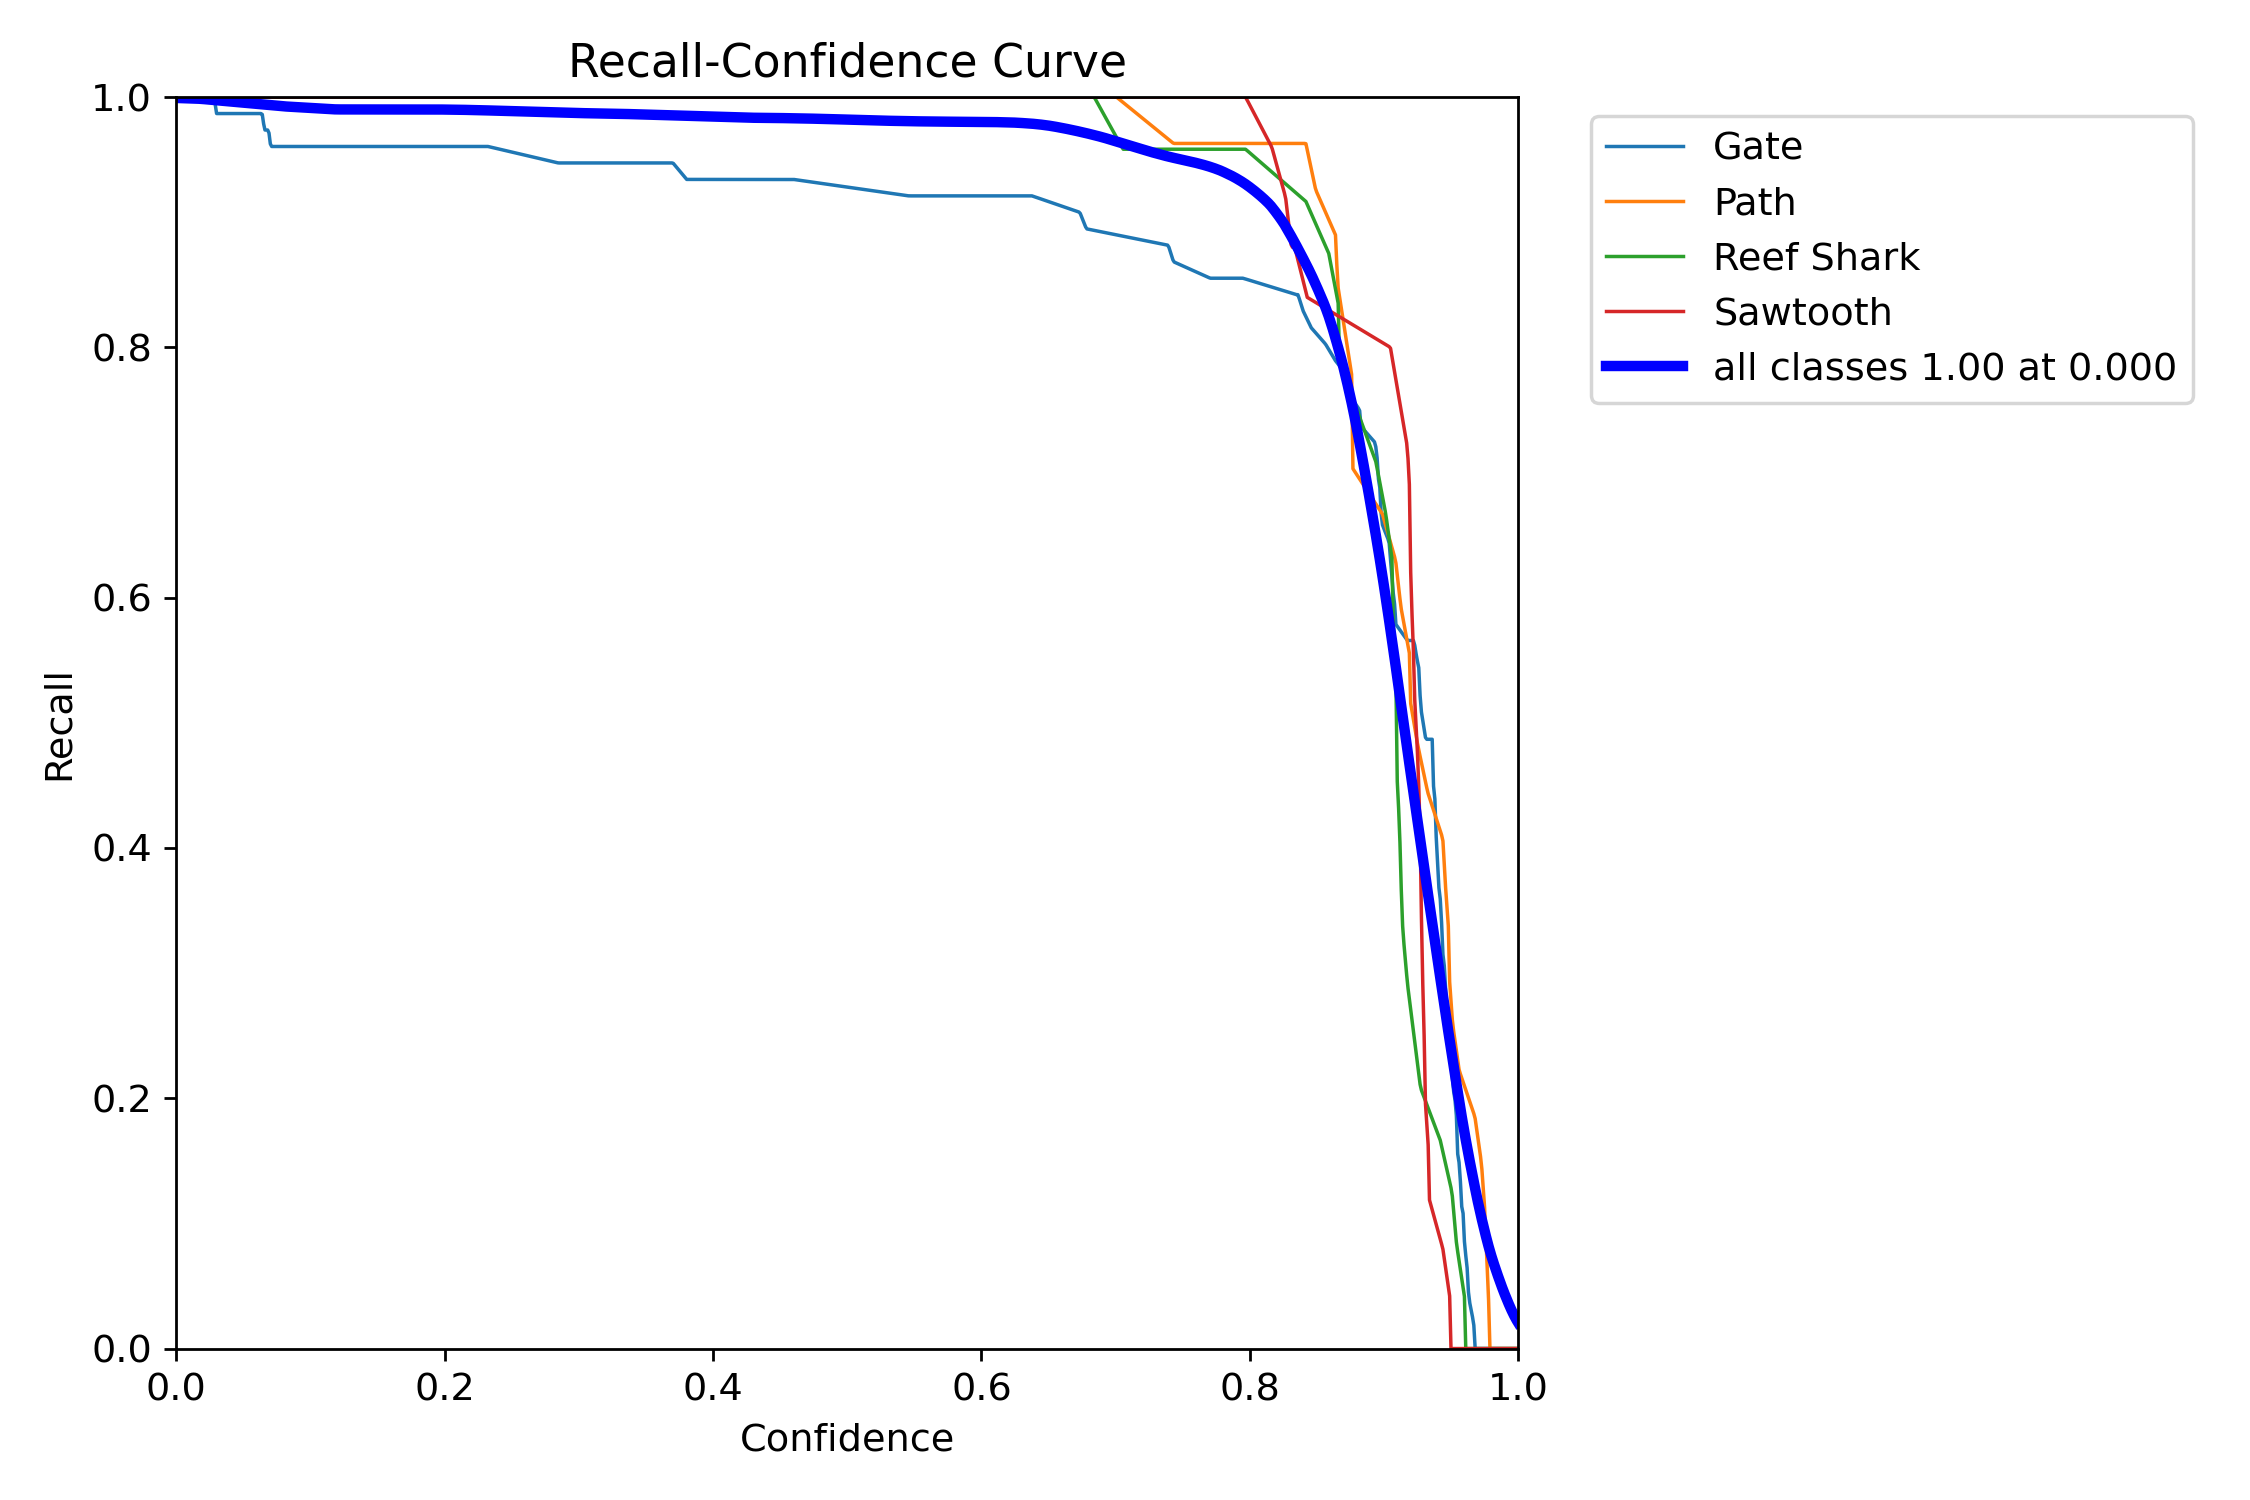 Recall-Confidence Curve
1.0
0.8
0.6
0.4
0.2
0.0
Recall
0.0 0.2 0.4 0.6 0.8 1.0
Confidence
Gate
Path
Reef Shark
Sawtooth
all classes 1.00 at 0.000